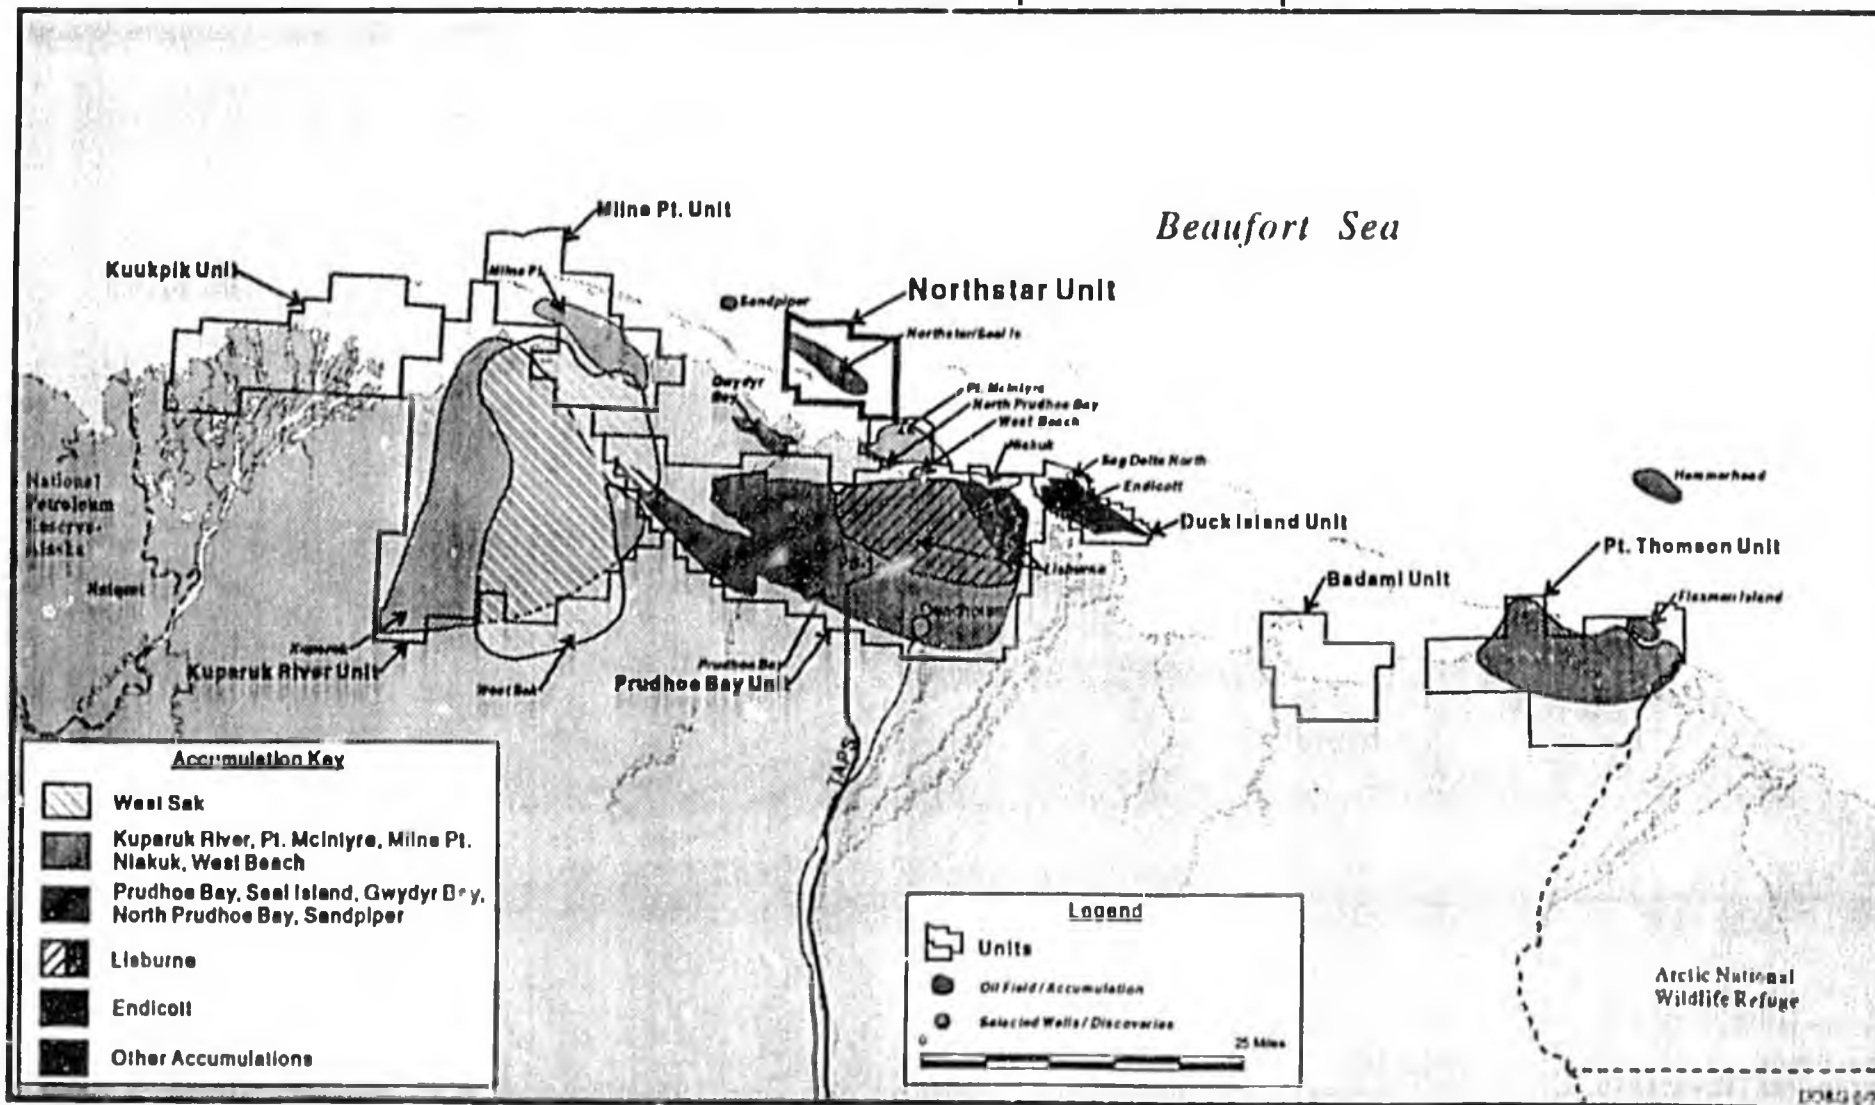 Milne Pt. Unit
Beaufort Sea
Kuukpik Unit
Milne Pt.
Sandpiper
Northstar Unit
Northstar/Seal Is
Gwydyr
Bay
Pt. McIntyre
North Prudhoe Bay
West Beach
Niakuk
Sag Delta North
Endicott
Hammerhead
National
Petroleum
Reserve-
Alaska
Duck Island Unit
Pt. Thomson Unit
Lisburne
Badami Unit
Flaxman Island
Nuiqsut
Deadhorse
Kuparuk
Kuparuk River Unit
West Sak
Prudhoe Bay
Prudhoe Bay Unit
TAPS
Accumulation Key
West Sak
Kuparuk River, Pt. McIntyre, Milne Pt.
Niakuk, West Beach
Prudhoe Bay, Seal Island, Gwydyr Bay,
North Prudhoe Bay, Sandpiper
Lisburne
Endicott
Other Accumulations
Legend
Units
Oil Field / Accumulation
Selected Wells / Discoveries
0 25 Miles
Arctic National
Wildlife Refuge